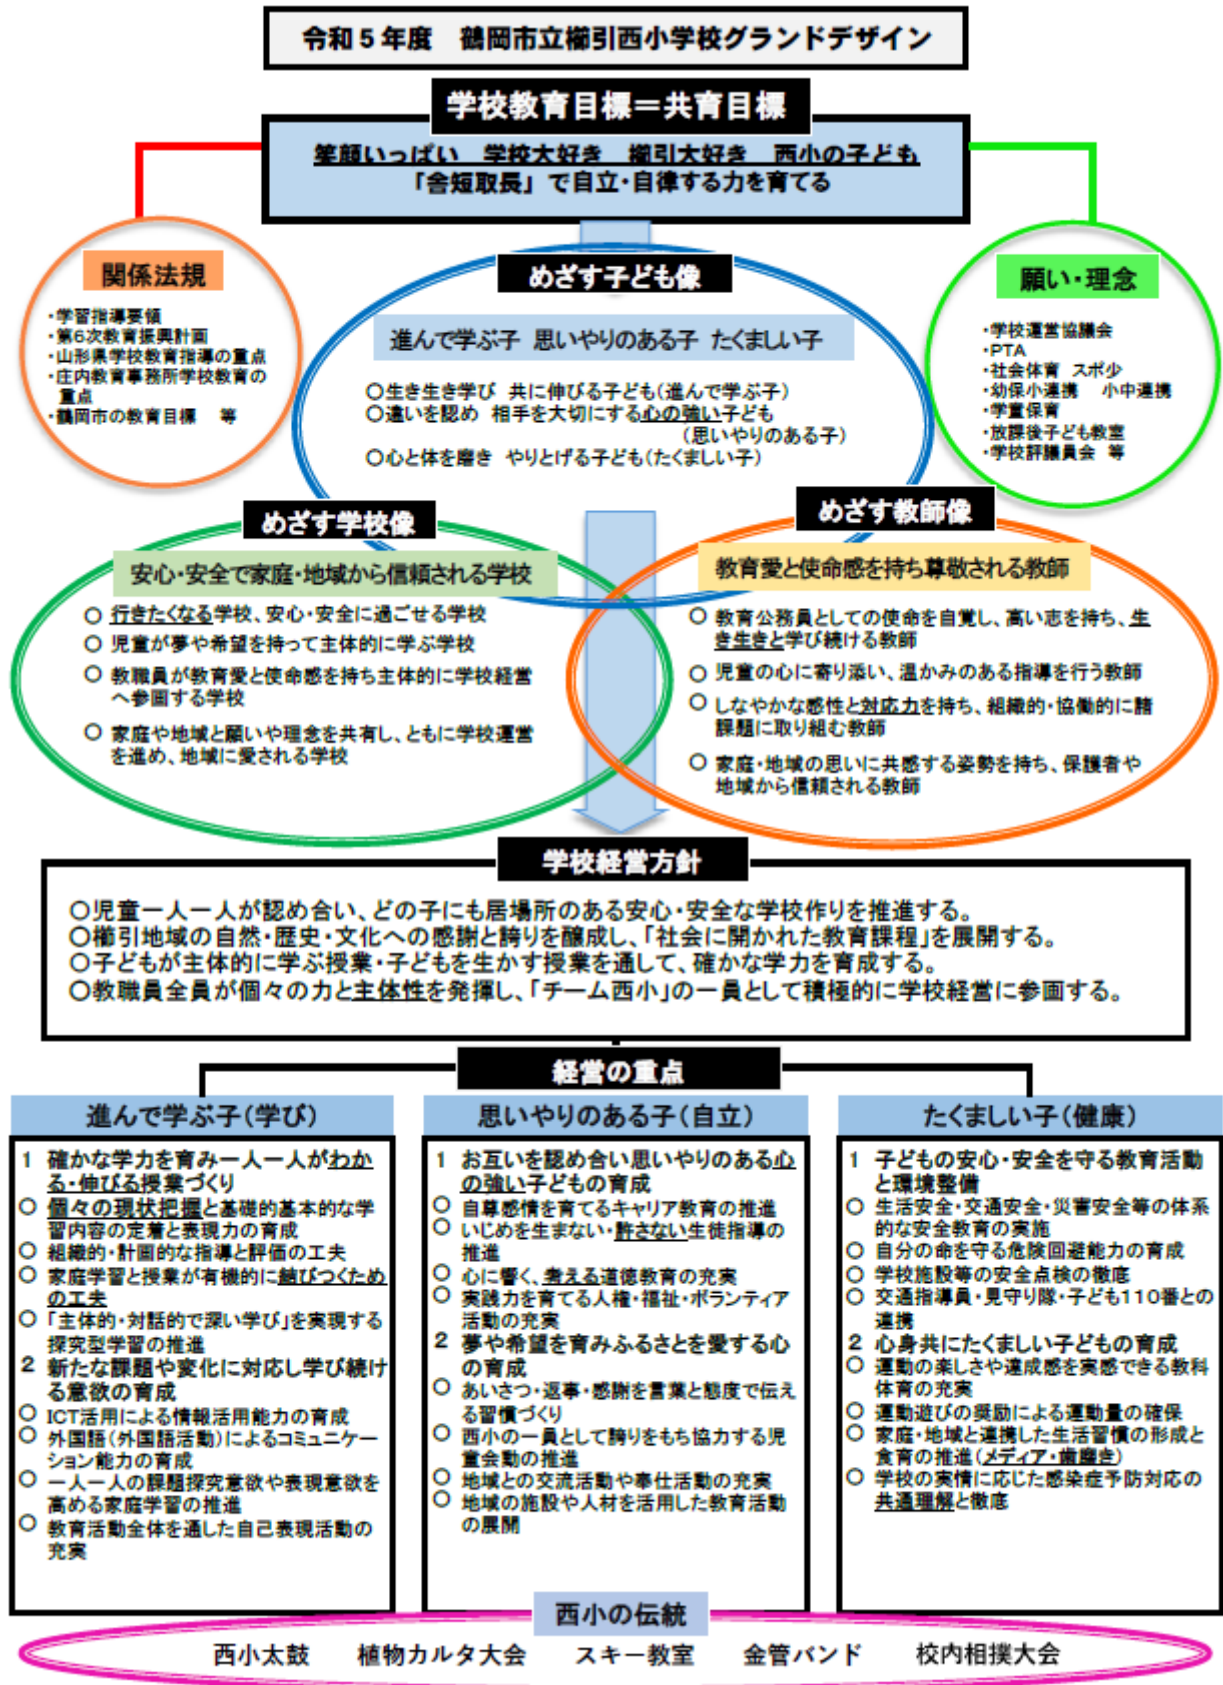 令和5年度　鶴岡市立櫛引西小学校グランドデザイン
学校教育目標＝共育目標
笑顔いっぱい　学校大好き　櫛引大好き　西小の子ども
「舎短取長」で自立・自律する力を育てる
関係法規
・学習指導要領
・第6次教育振興計画
・山形県学校教育指導の重点
・庄内教育事務所学校教育の
重点
・鶴岡市の教育目標　等
めざす子ども像
進んで学ぶ子　思いやりのある子　たくましい子
〇生き生き学び　共に伸びる子ども(進んで学ぶ子)
〇違いを認め　相手を大切にする心の強い子ども
(思いやりのある子)
〇心と体を磨き　やりとげる子ども(たくましい子)
願い・理念
・学校運営協議会
・PTA
・社会体育　スポ少
・幼保小連携　小中連携
・学童保育
・放課後子ども教室
・学校評議員会　等
めざす学校像
安心・安全で家庭・地域から信頼される学校
〇 行きたくなる学校、安心・安全に過ごせる学校
〇 児童が夢や希望を持って主体的に学ぶ学校
〇 教職員が教育愛と使命感を持ち主体的に学校経営
へ参画する学校
〇 家庭や地域と願いや理念を共有し、ともに学校運営
を進め、地域に愛される学校
めざす教師像
教育愛と使命感を持ち尊敬される教師
〇 教育公務員としての使命を自覚し、高い志を持ち、生
き生きと学び続ける教師
〇 児童の心に寄り添い、温かみのある指導を行う教師
〇 しなやかな感性と対応力を持ち、組織的・協働的に諸
課題に取り組む教師
〇 家庭・地域の思いに共感する姿勢を持ち、保護者や
地域から信頼される教師
学校経営方針
〇児童一人一人が認め合い、どの子にも居場所のある安心・安全な学校作りを推進する。
〇櫛引地域の自然・歴史・文化への感謝と誇りを醸成し、「社会に開かれた教育課程」を展開する。
〇子どもが主体的に学ぶ授業・子どもを生かす授業を通して、確かな学力を育成する。
〇教職員全員が個々の力と主体性を発揮し、「チーム西小」の一員として積極的に学校経営に参画する。
経営の重点
進んで学ぶ子(学び)
1 確かな学力を育み一人一人がわか
る・伸びる授業づくり
〇 個々の現状把握と基礎的基本的な学
習内容の定着と表現力の育成
〇 組織的・計画的な指導と評価の工夫
〇 家庭学習と授業が有機的に結びつくため
の工夫
〇 「主体的・対話的で深い学び」を実現する
探究型学習の推進
2 新たな課題や変化に対応し学び続け
る意欲の育成
〇 ICT活用による情報活用能力の育成
〇 外国語(外国語活動)によるコミュニケー
ション能力の育成
〇 一人一人の課題探究意欲や表現意欲を
高める家庭学習の推進
〇 教育活動全体を通した自己表現活動の
充実
思いやりのある子(自立)
1 お互いを認め合い思いやりのある心
の強い子どもの育成
〇 自尊感情を育てるキャリア教育の推進
〇 いじめを生まない・許さない生徒指導の
推進
〇 心に響く、考える道徳教育の充実
〇 実践力を育てる人権・福祉・ボランティア
活動の充実
2 夢や希望を育みふるさとを愛する心
の育成
〇 あいさつ・返事・感謝を言葉と態度で伝え
る習慣づくり
〇 西小の一員として誇りをもち協力する児
童会動の推進
〇 地域との交流活動や奉仕活動の充実
〇 地域の施設や人材を活用した教育活動
の展開
たくましい子(健康)
1 子どもの安心・安全を守る教育活動
と環境整備
〇 生活安全・交通安全・災害安全等の体系
的な安全教育の実施
〇 自分の命を守る危険回避能力の育成
〇 学校施設等の安全点検の徹底
〇 交通指導員・見守り隊・子ども110番との
連携
2 心身共にたくましい子どもの育成
〇 運動の楽しさや達成感を実感できる教科
体育の充実
〇 運動遊びの奨励による運動量の確保
〇 家庭・地域と連携した生活習慣の形成と
食育の推進(メディア・歯磨き)
〇 学校の実情に応じた感染症予防対応の
共通理解と徹底
西小の伝統
西小太鼓　植物カルタ大会　スキー教室　金管バンド　校内相撲大会